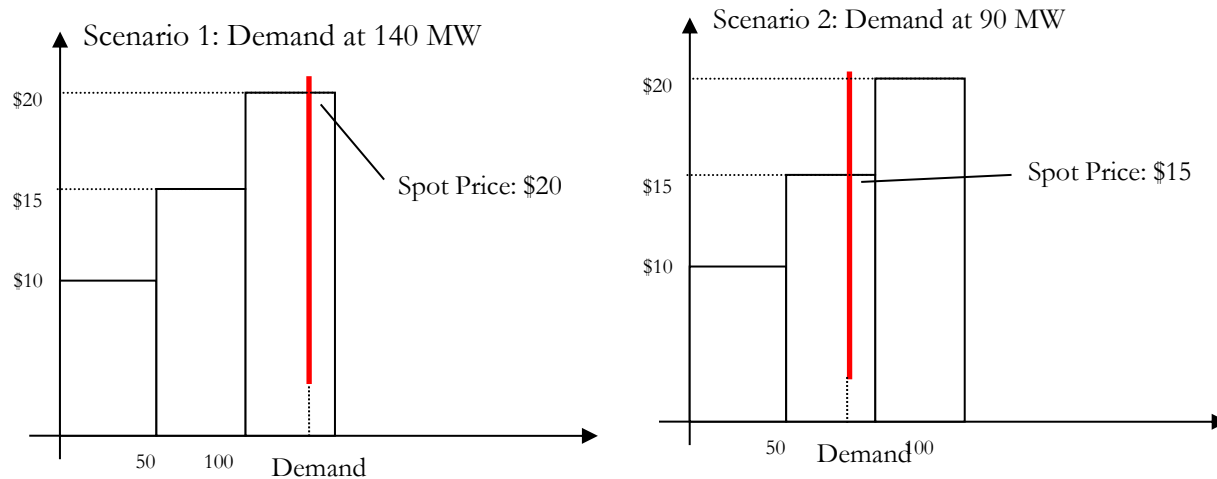 Scenario 1: Demand at 140 MW
$20
Spot Price: $20
$15
$10
50
100
Demand
Scenario 2: Demand at 90 MW
$20
$15
Spot Price: $15
$10
50
Demand
100